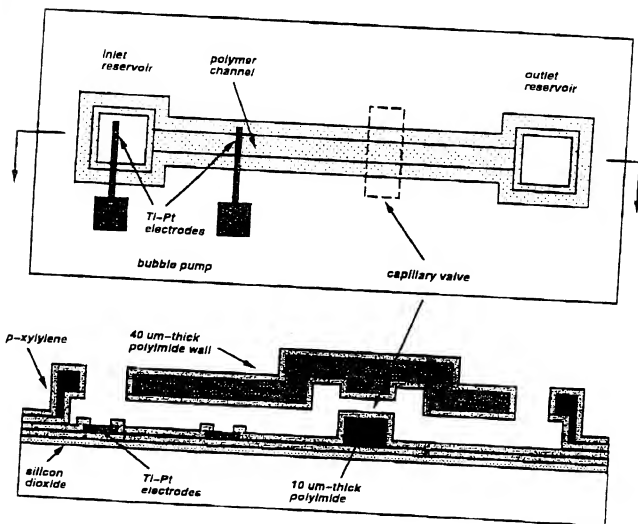 inlet
reservoir
polymer
channel
outlet
reservoir
Ti-Pt
electrodes
bubble pump
capillary valve
p-xylylene
40 um-thick
polyimide wall
silicon
dioxide
Ti-Pt
electrodes
10 um-thick
polyimide